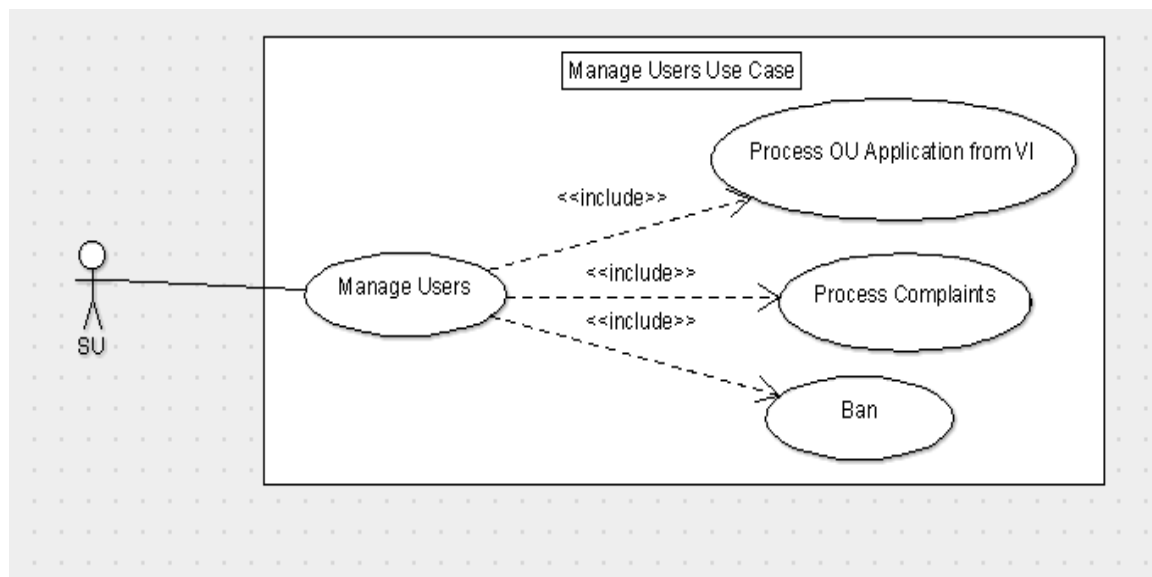 Manage Users Use Case
Process OU Application from VI
<<include>>
<<include>>
Manage Users
Process Complaints
<<include>>
SU
Ban